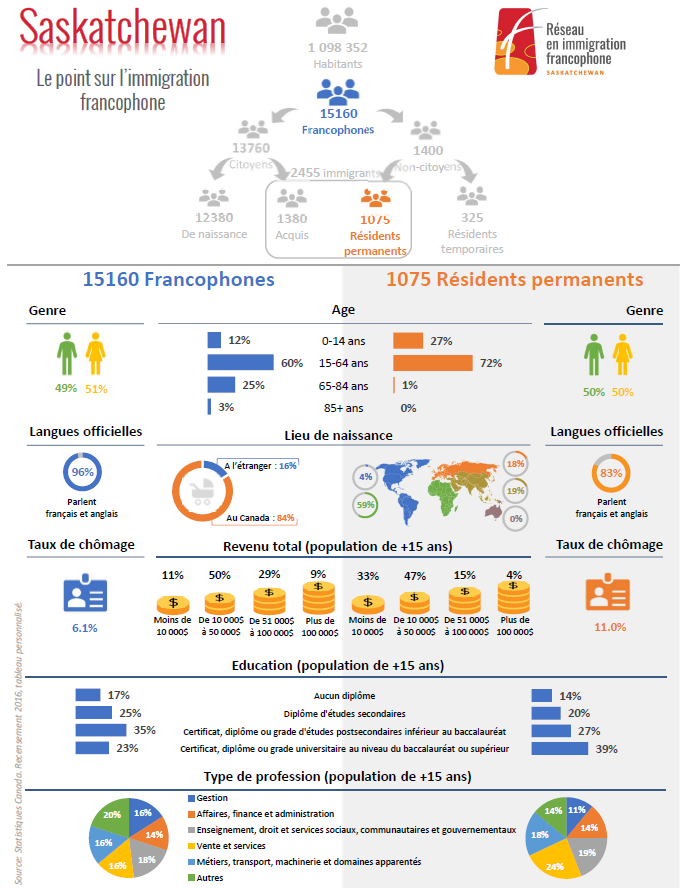 Saskatchewan
Le point sur l'immigration
francophone
1 098 352
Habitants
Réseau
en immigration
francophone
SASKATCHEWAN
15160
Francophones
13760
Citoyens
1400
Non-citoyens
2455 immigrants
12380
De naissance
1380
Acquis
1075
Résidents
permanents
325
Résidents
temporaires
15160 Francophones
1075 Résidents permanents
Genre
Age
Genre
49% 51%
12% 0-14 ans 27%
60% 15-64 ans 72%
25% 65-84 ans 1%
3% 85+ ans 0%
50% 50%
Langues officielles
Lieu de naissance
Langues officielles
96%
Parlent
français et anglais
A l'étranger : 16%
Au Canada : 84%
4%
59%
18%
19%
0%
83%
Parlent
français et anglais
Taux de chômage
Revenu total (population de +15 ans)
Taux de chômage
6.1%
11% 50% 29% 9% 33% 47% 15% 4%
$ $ $ $ $ $ $ $
Moins de De 10 000$ De 51 000$ Plus de Moins de De 10 000$ De 51 000$ Plus de
10 000$ à 50 000$ à 100 000$ 100 000$ 10 000$ à 50 000$ à 100 000$ 100 000$
11.0%
Education (population de +15 ans)
17% Aucun diplôme 14%
25% Diplôme d'études secondaires 20%
35% Certificat, diplôme ou grade d'études postsecondaires inférieur au baccalauréat 27%
23% Certificat, diplôme ou grade universitaire au niveau du baccalauréat ou supérieur 39%
Type de profession (population de +15 ans)
16%
14%
18%
16%
16%
20%
Gestion
Affaires, finance et administration
Enseignement, droit et services sociaux, communautaires et gouvernementaux
Vente et services
Métiers, transport, machinerie et domaines apparentés
Autres
11%
14%
19%
24%
18%
14%
Source: Statistiques Canada. Recensement 2016, tableau personnalisé.